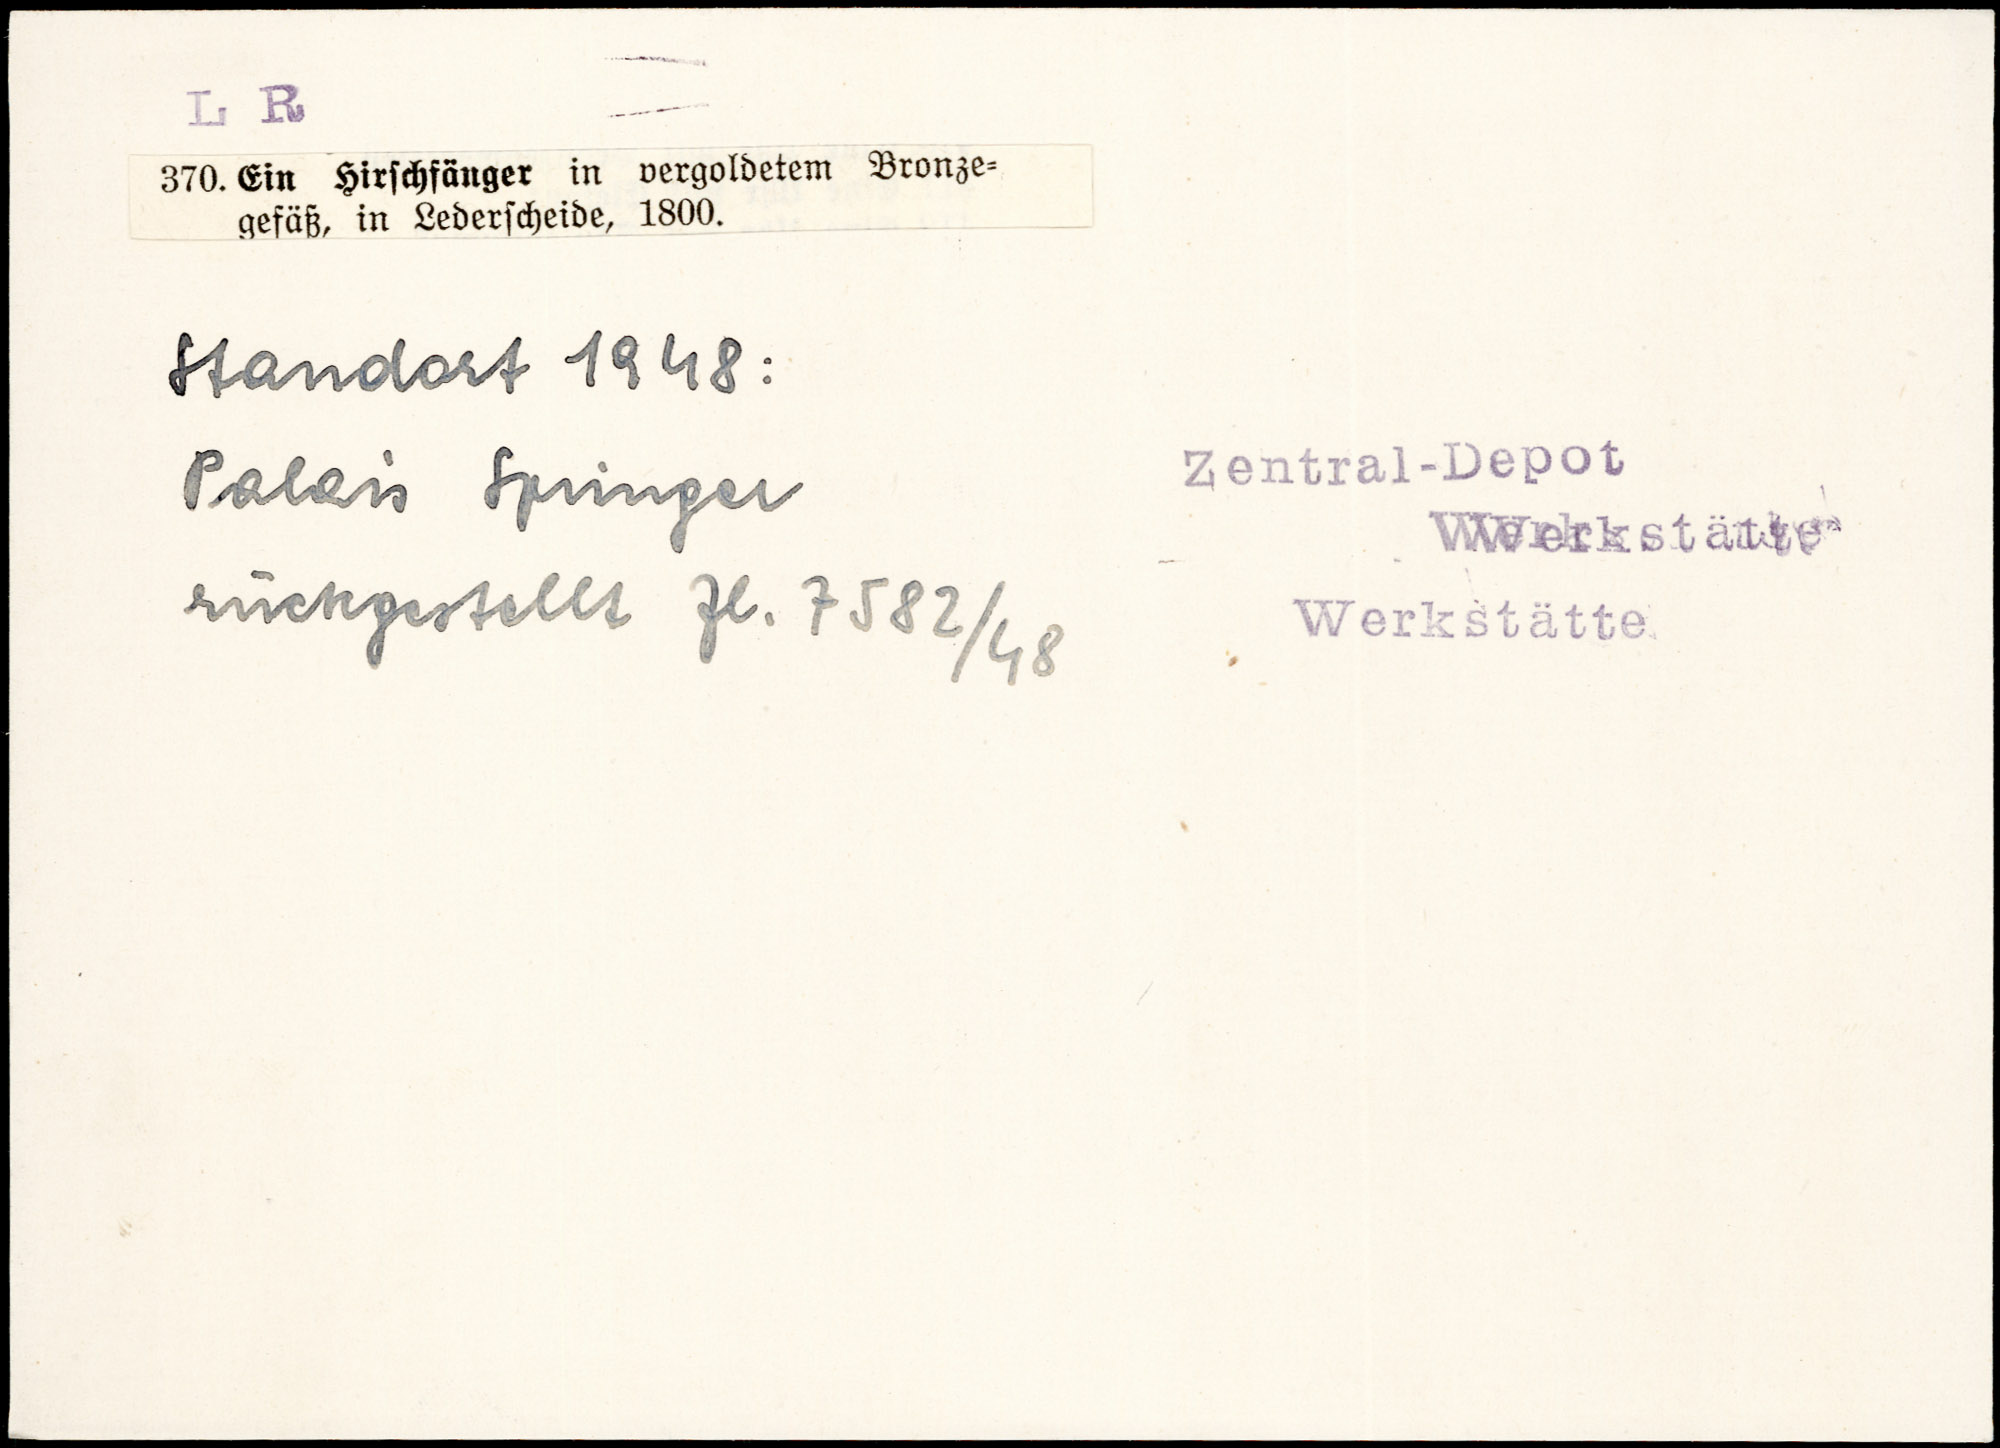 L R
370. Ein Hirschfänger in vergoldetem Bronze-
gefäß, in Lederscheide, 1800.
Standort 1948:
Palais Springer
rückgestellt Zl. 7582/48
Zentral-Depot
Werkstätte
Werkstätte